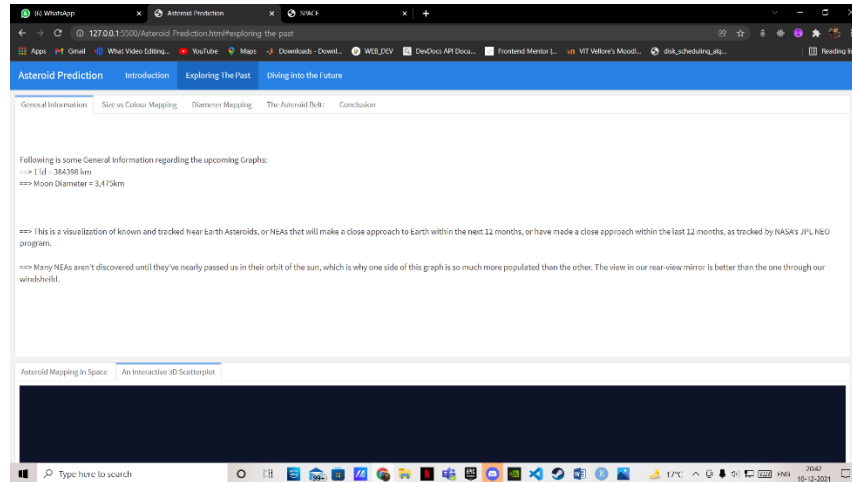 (6) WhatsApp
Asteroid Prediction
SPACE
127.0.0.1:5500/Asteroid Prediction.html#exploring the past
Apps
Gmail
What Video Editing...
YouTube
Maps
Downloads - Downl...
WEB_DEV
DevDocs API Docu...
Frontend Mentor |...
VIT Vellore's Moodl...
disk_scheduling_alg...
Reading lis
Asteroid Prediction
Introduction
Exploring The Past
Diving into the Future
General Information
Size vs Colour Mapping
Diameter Mapping
The Asteroid Belt:
Conclusion
Following is some General Information regarding the upcoming Graphs:
==> 1 ld = 384398 km
==> Moon Diameter = 3,475km
==> This is a visualization of known and tracked Near Earth Asteroids, or NEAs that will make a close approach to Earth within the next 12 months, or have made a close approach within the last 12 months, as tracked by NASA's JPL NEO
program.
==> Many NEAs aren't discovered until they've nearly passed us in their orbit of the sun, which is why one side of this graph is so much more populated than the other. The view in our rear-view mirror is better than the one through our
windsheild.
Asteroid Mapping In Space
An Interactive 3D Scatterplot
Type here to search
99+
17°C
ENG
20:42
10-12-2021